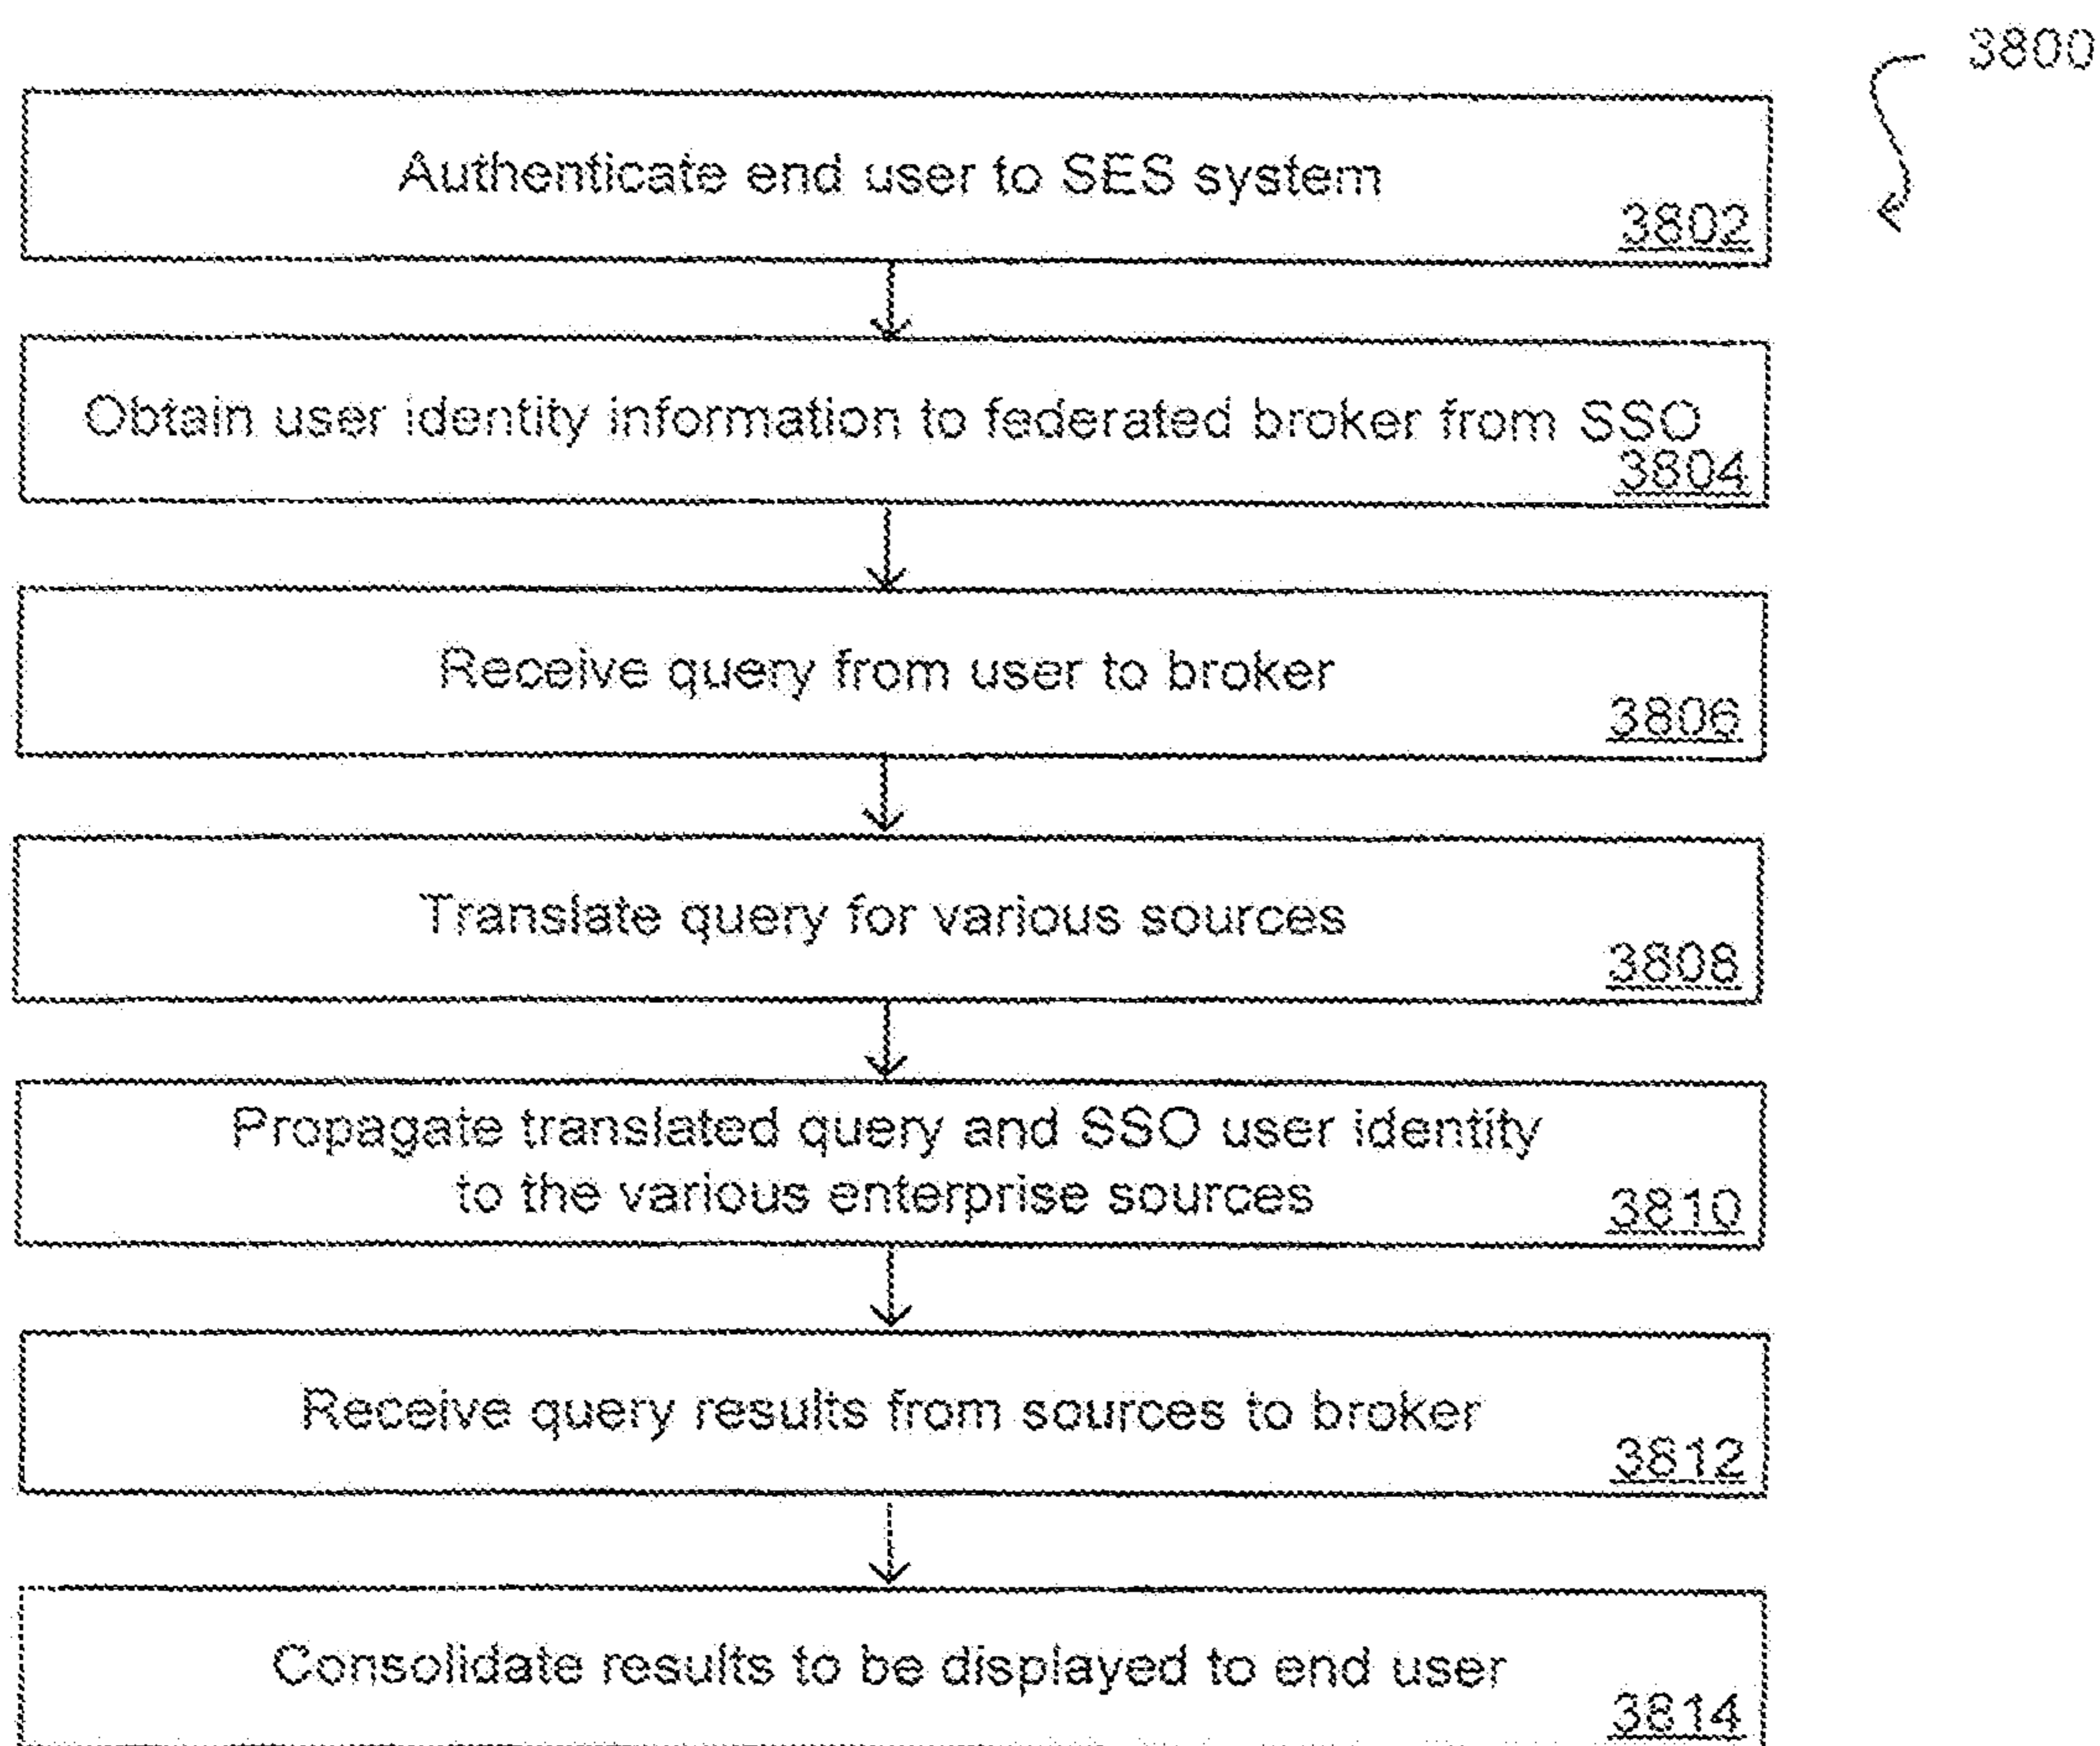 3800
Authenticate end user to SES system
3802
Obtain user identity information to federated broker from SSO
3804
Receive query from user to broker
3806
Translate query for various sources
3808
Propagate translated query and SSO user identity
to the various enterprise sources
3810
Receive query results from sources to broker
3812
Consolidate results to be displayed to end user
3814